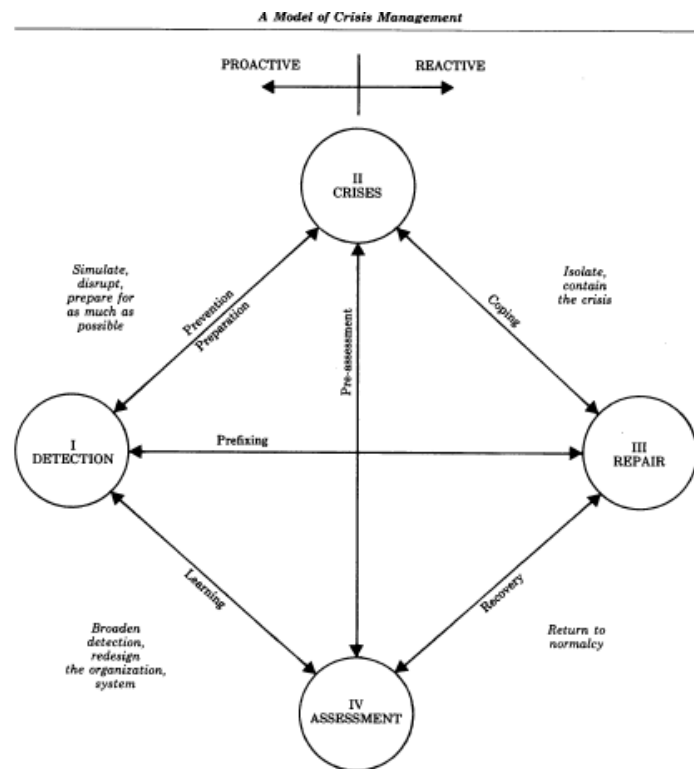 A Model of Crisis Management
PROACTIVE
REACTIVE
II
CRISES
Simulate,
disrupt,
prepare for
as much as
possible
Prevention
Preparation
Pre-assessment
Coping
Isolate,
contain
the crisis
I
DETECTION
Prefixing
III
REPAIR
Learning
Recovery
Broaden
detection,
redesign
the organization,
system
Return to
normalcy
IV
ASSESSMENT